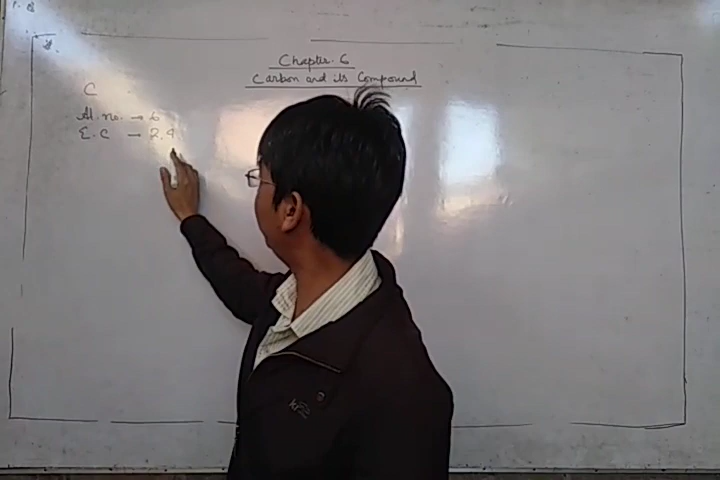 Chapter. 6
Carbon and its Compound
C
At. no. → 6
E. C → 2.4